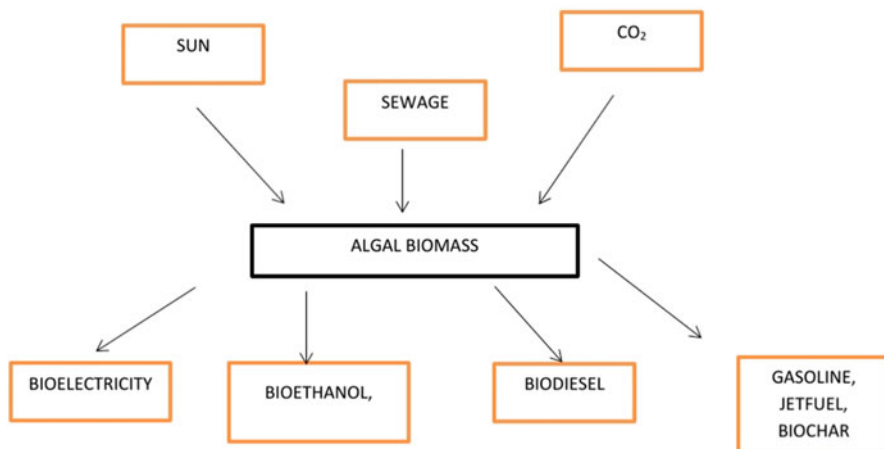 SUN
CO₂
SEWAGE
ALGAL BIOMASS
BIOELECTRICITY
BIOETHANOL,
BIODIESEL
GASOLINE,
JETFUEL,
BIOCHAR